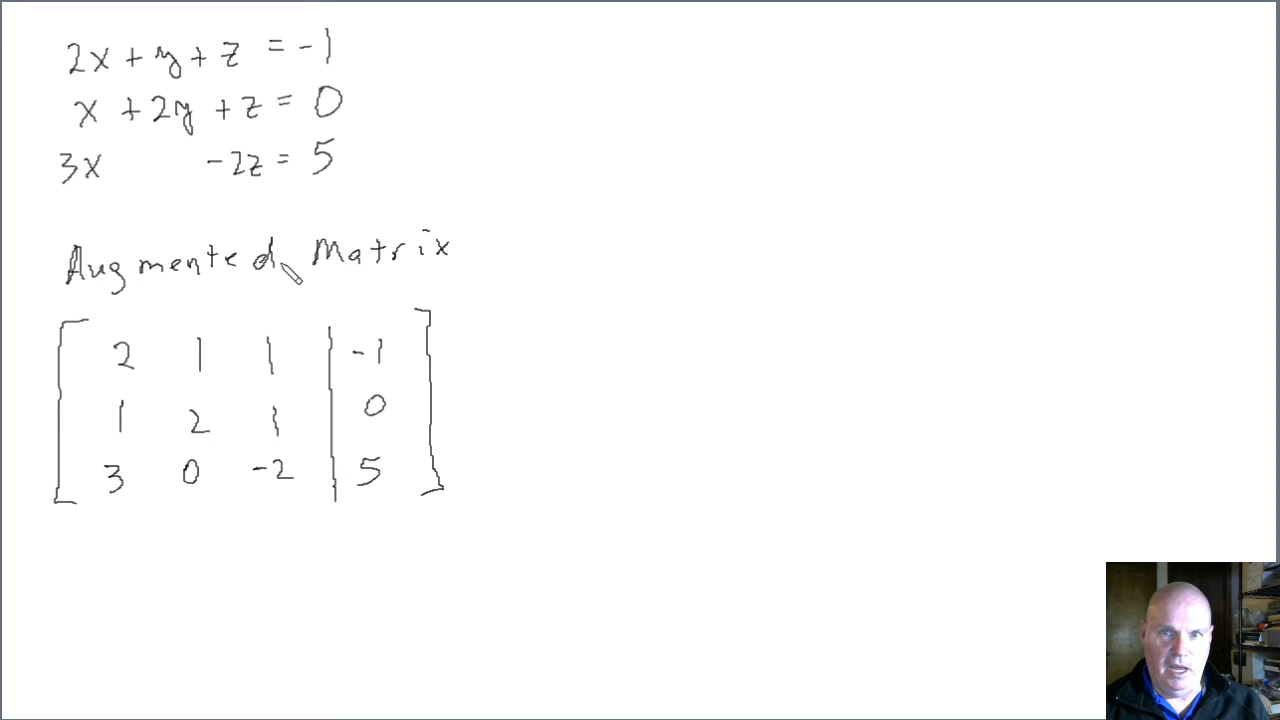 2x + y + z = -1
x + 2y + z = 0
3x -2z = 5
Augmented Matrix
2 1 1 | -1
1 2 1 | 0
3 0 -2 | 5